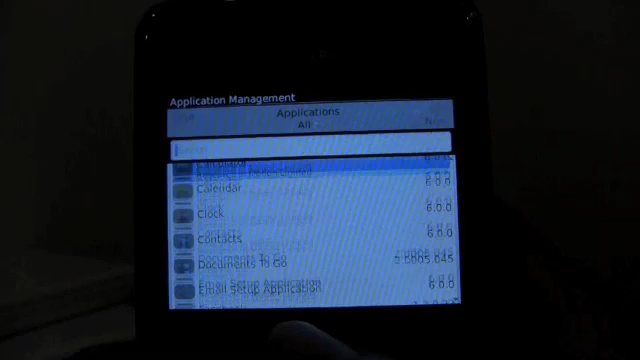 Application Management
Applications
All
Calendar 6.0.0
Clock 6.0.0
Contacts 6.0.0
Documents To Go
Email Setup Application 6.0.0